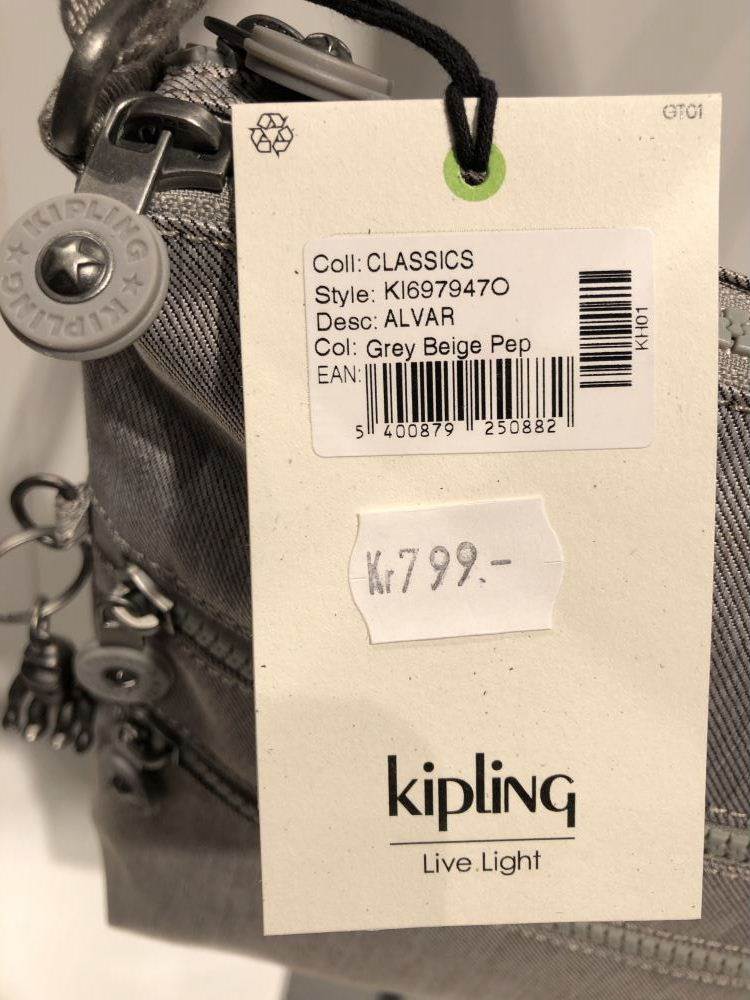 GT01
KIPLING
KIPLING
Coll: CLASSICS
Style: KI697947O
Desc: ALVAR
Col: Grey Beige Pep
EAN:
5 400879 250882
KH01
Kr799.-
kipling
Live.Light